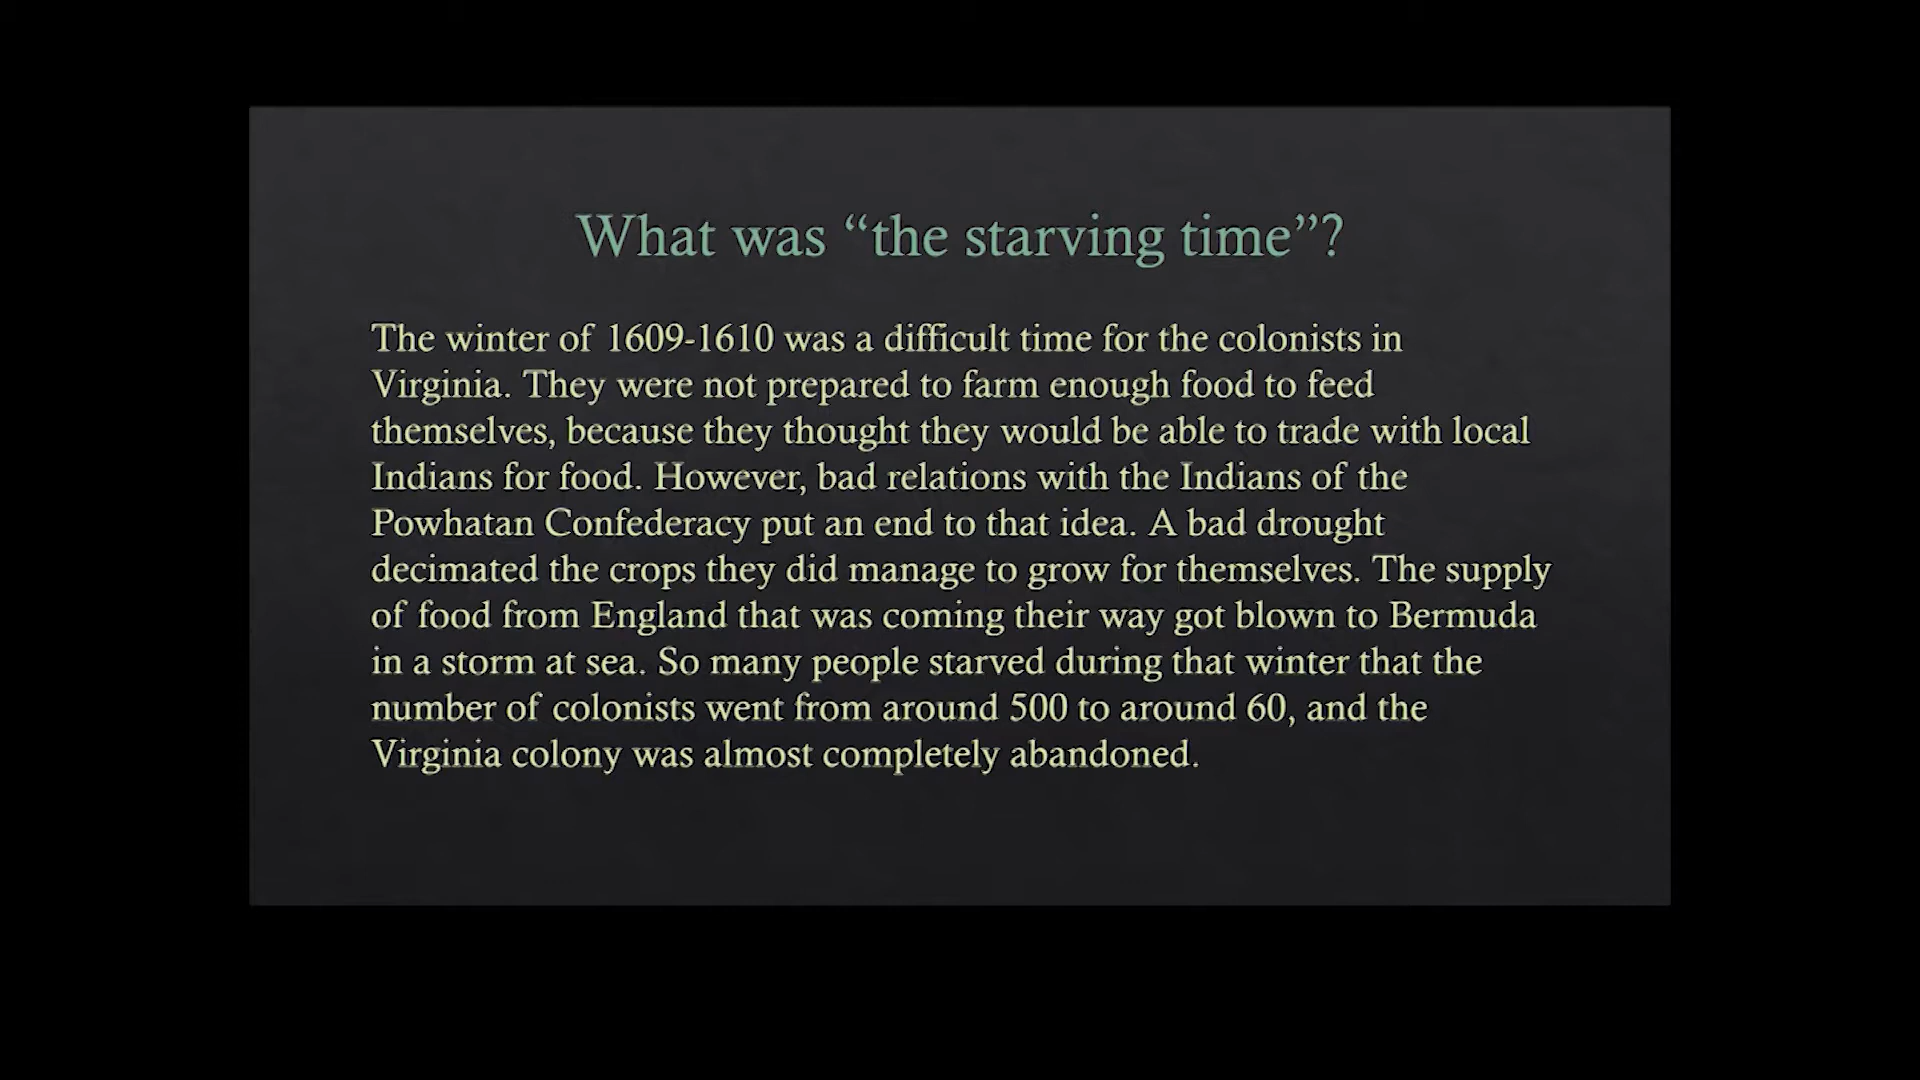 What was “the starving time”?
The winter of 1609-1610 was a difficult time for the colonists in
Virginia. They were not prepared to farm enough food to feed
themselves, because they thought they would be able to trade with local
Indians for food. However, bad relations with the Indians of the
Powhatan Confederacy put an end to that idea. A bad drought
decimated the crops they did manage to grow for themselves. The supply
of food from England that was coming their way got blown to Bermuda
in a storm at sea. So many people starved during that winter that the
number of colonists went from around 500 to around 60, and the
Virginia colony was almost completely abandoned.